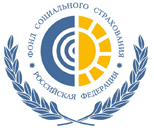 ФОНД СОЦИАЛЬНОГО СТРАХОВАНИЯ
РОССИЙСКАЯ ФЕДЕРАЦИЯ